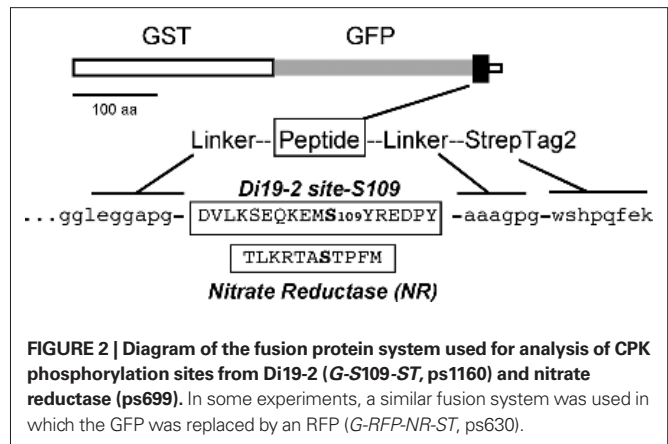 GST GFP
100 aa
Linker--Peptide--Linker--StrepTag2
Di19-2 site-S109
...ggleggapg- DVLKSEQKEMS109YREDPY -aaagpg-wshpqfek
TLKRTASTPFM
Nitrate Reductase (NR)
FIGURE 2 | Diagram of the fusion protein system used for analysis of CPK
phosphorylation sites from Di19-2 (G-S109-ST, ps1160) and nitrate
reductase (ps699). In some experiments, a similar fusion system was used in
which the GFP was replaced by an RFP (G-RFP-NR-ST, ps630).